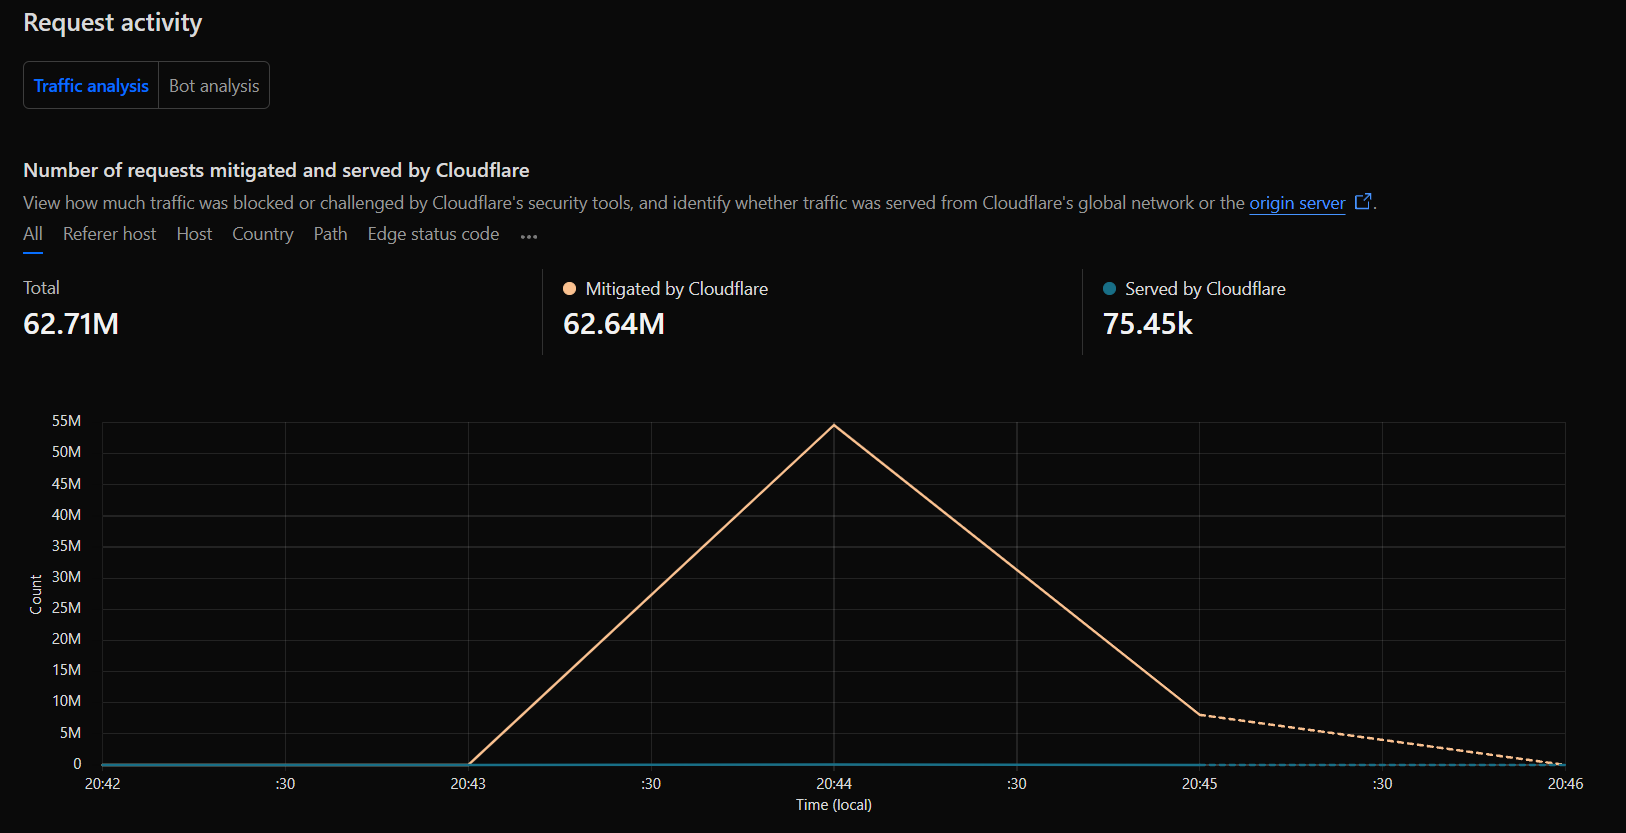 Request activity
Traffic analysis Bot analysis
Number of requests mitigated and served by Cloudflare
View how much traffic was blocked or challenged by Cloudflare's security tools, and identify whether traffic was served from Cloudflare's global network or the origin server.
All Referer host Host Country Path Edge status code ...
Total
62.71M
Mitigated by Cloudflare
62.64M
Served by Cloudflare
75.45k
55M
50M
45M
40M
35M
30M
25M
20M
15M
10M
5M
0
Count
20:42 :30 20:43 :30 20:44 :30 20:45 :30 20:46
Time (local)